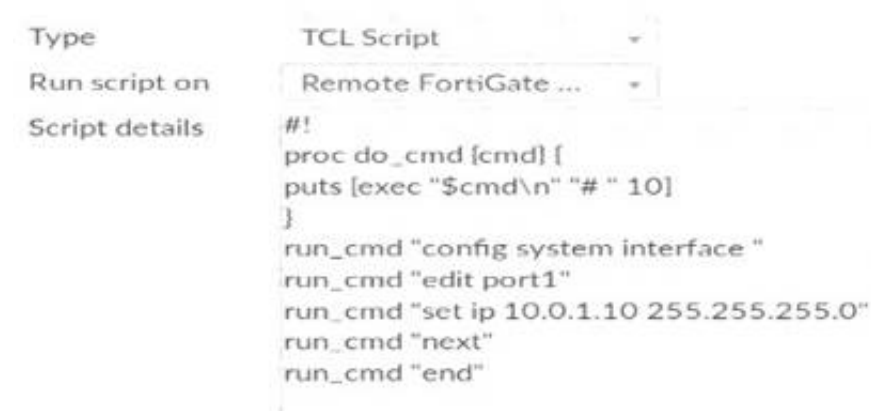 Type TCL Script
Run script on Remote FortiGate ...
Script details #!
proc do_cmd {cmd} {
puts [exec "$cmd\n" "# " 10]
}
run_cmd "config system interface "
run_cmd "edit port1"
run_cmd "set ip 10.0.1.10 255.255.255.0"
run_cmd "next"
run_cmd "end"